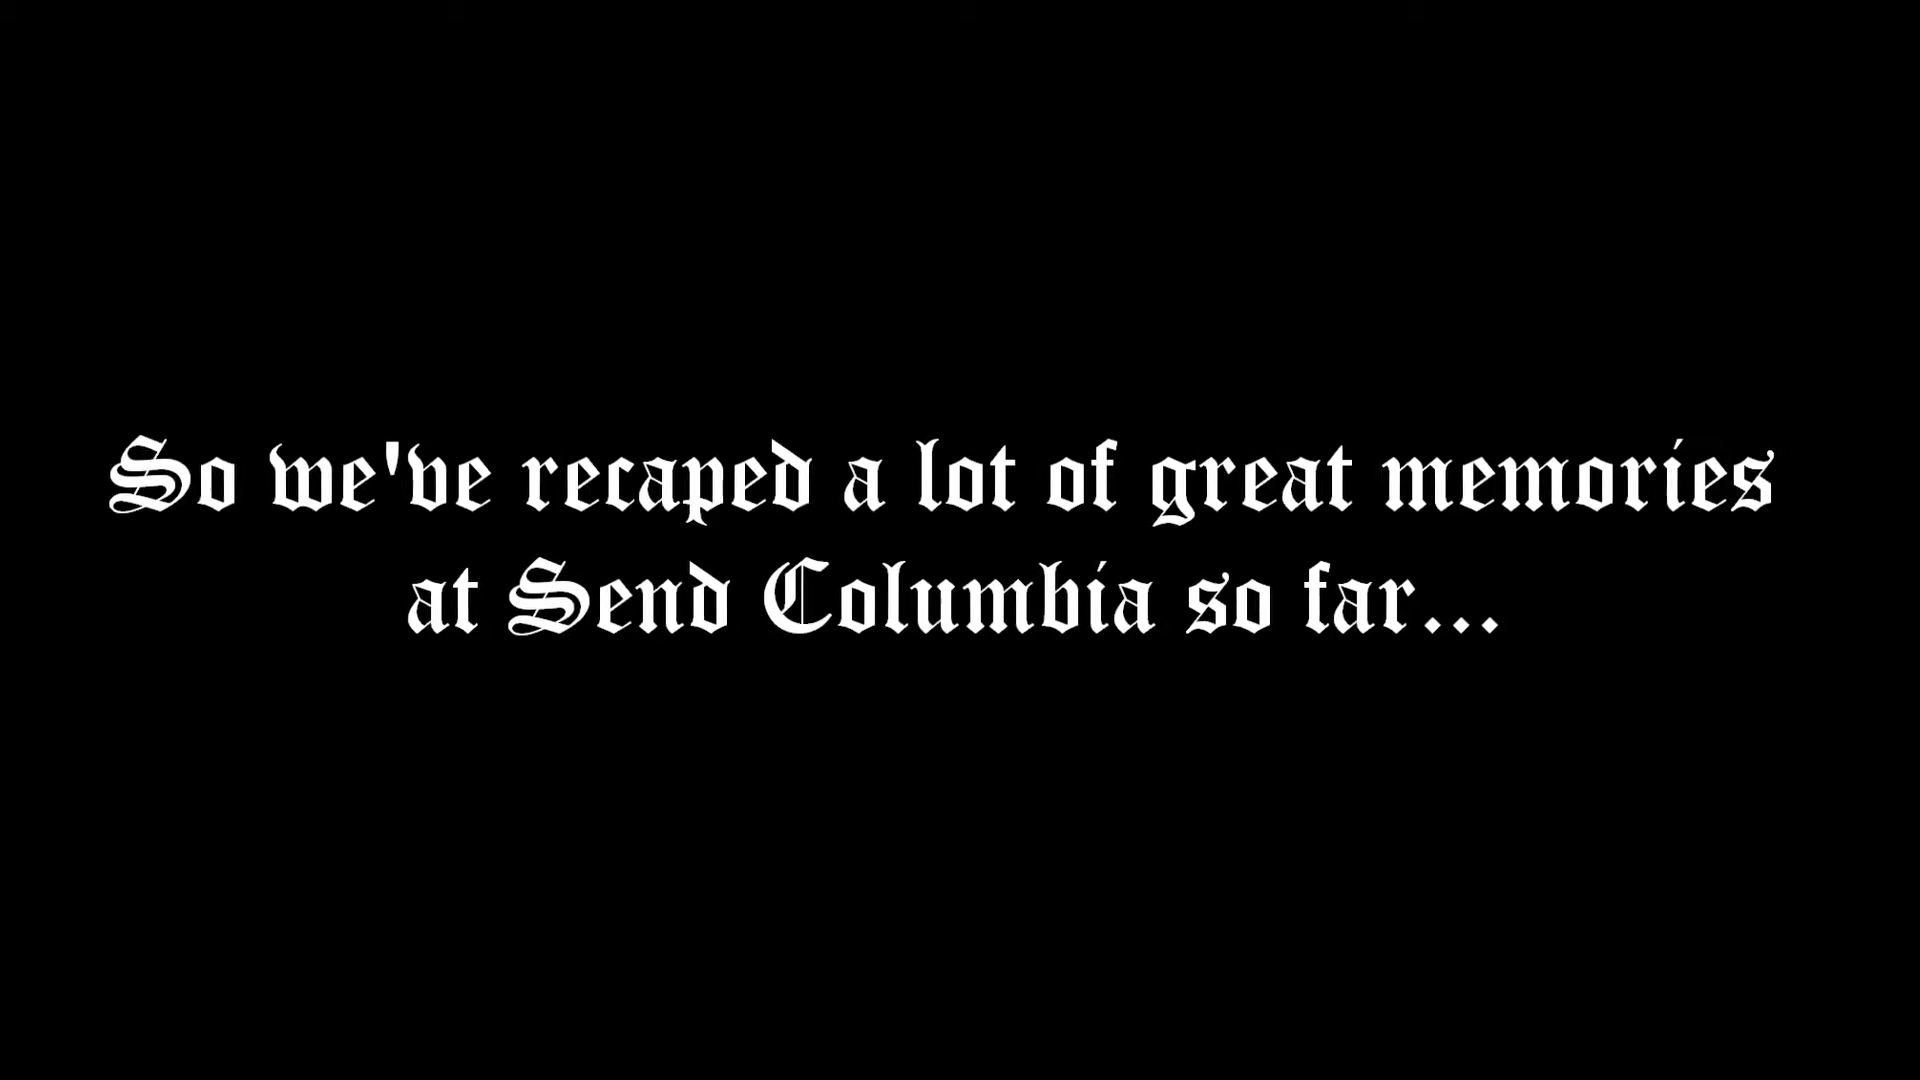 So we've recaped a lot of great memories
at Send Columbia so far...